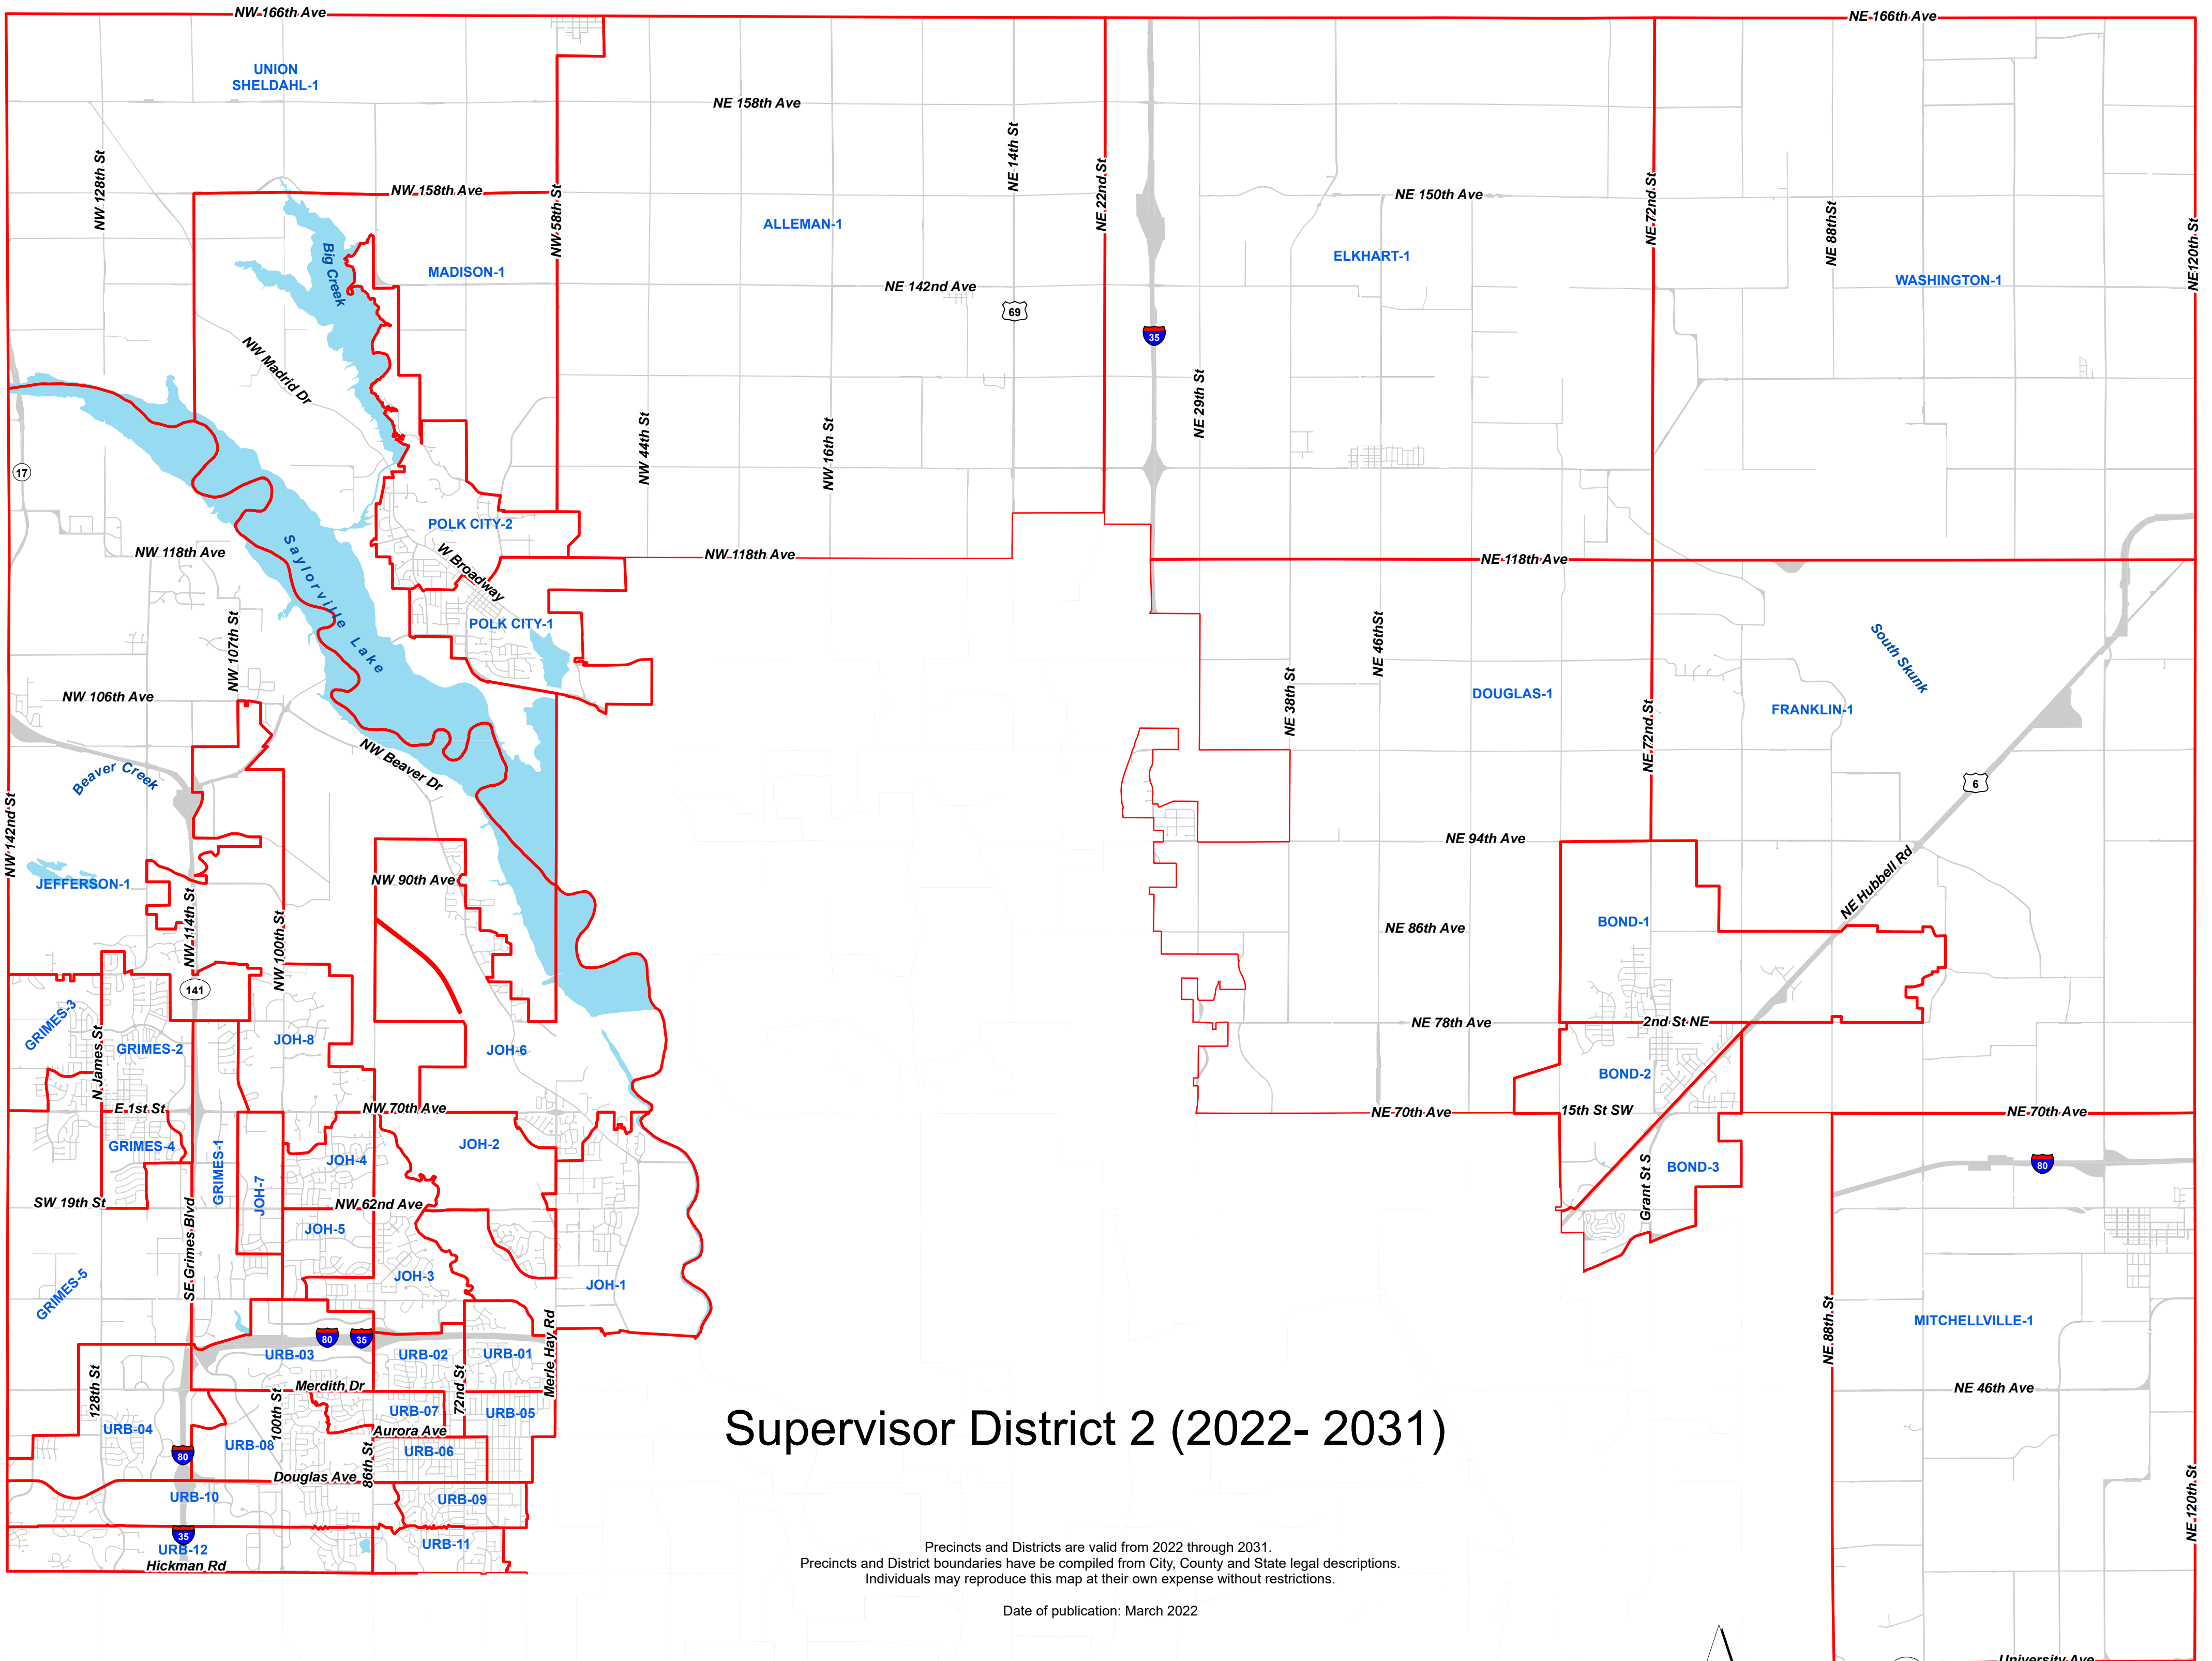 NW 166th Ave
NE 166th Ave
UNION
SHELDAHL-1
NE 158th Ave
NW 128th St
NE 14th St
NW 158th Ave
NW 58th St
NE 22nd St
NE 150th Ave
NE 72nd St
NE 88thSt
NE120th St
ALLEMAN-1
Big Creek
MADISON-1
ELKHART-1
WASHINGTON-1
NE 142nd Ave
69
35
NW Madrid Dr
NE 29th St
NW 44th St
NW 16th St
17
POLK CITY-2
NW 118th Ave
W Broadway
NW 118th Ave
NE 118th Ave
Saylorville Lake
NW 107th St
POLK CITY-1
NE 46thSt
South Skunk
NE 38th St
NW 106th Ave
DOUGLAS-1
FRANKLIN-1
NE 72nd St
NW Beaver Dr
Beaver Creek
6
NW 142nd St
NE 94th Ave
JEFFERSON-1
NW 90th Ave
NE Hubbell Rd
NW 114th St
NW 100th St
BOND-1
NE 86th Ave
141
GRIMES-3
NE 78th Ave
2nd St NE
N James St
GRIMES-2
JOH-8
JOH-6
BOND-2
E 1st St
NW 70th Ave
NE 70th Ave
15th St SW
NE 70th Ave
GRIMES-4
GRIMES-1
JOH-7
JOH-4
JOH-2
Grant St S
BOND-3
80
SW 19th St
NW 62nd Ave
SE Grimes Blvd
JOH-5
GRIMES-5
JOH-3
JOH-1
MITCHELLVILLE-1
80
35
URB-03
URB-02
URB-01
Merle Hay Rd
NE 88th St
128th St
Merdith Dr
100th St
72nd St
NE 46th Ave
URB-04
URB-07
URB-05
Aurora Ave
Supervisor District 2 (2022- 2031)
URB-08
URB-06
80
86th St
Douglas Ave
URB-10
URB-09
NE 120th St
35
URB-12
URB-11
Hickman Rd
Precincts and Districts are valid from 2022 through 2031.
Precincts and District boundaries have be compiled from City, County and State legal descriptions.
Individuals may reproduce this map at their own expense without restrictions.
Date of publication: March 2022
University Ave